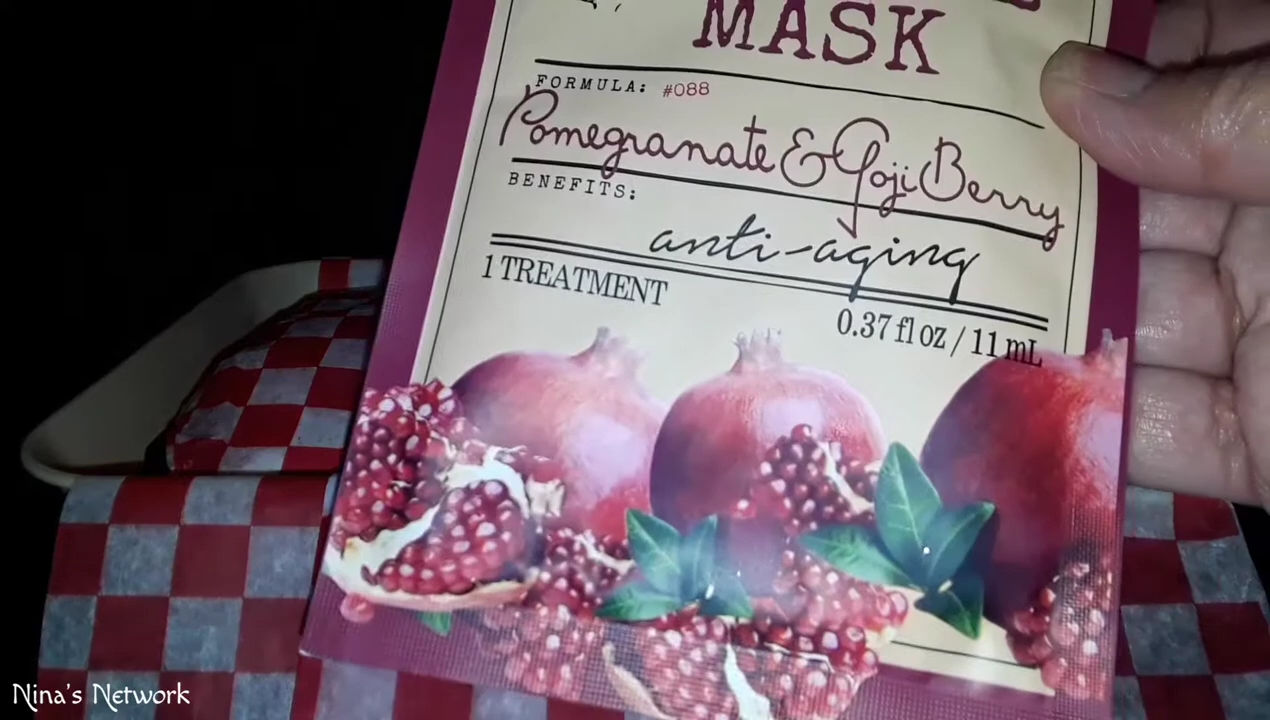 MASK
FORMULA: #088
Pomegranate & Goji Berry
BENEFITS:
anti-aging
1 TREATMENT
0.37 fl oz / 11 mL
Nina's Network